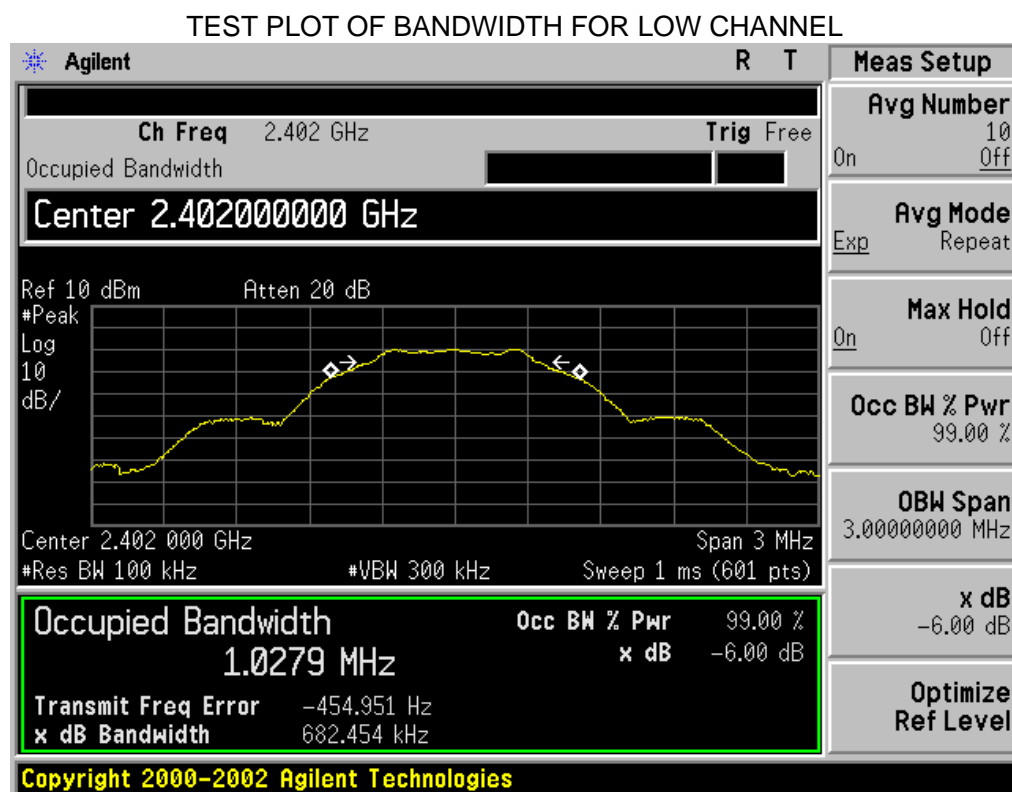 TEST PLOT OF BANDWIDTH FOR LOW CHANNEL
Agilent R T
Ch Freq 2.402 GHz Trig Free
Occupied Bandwidth
Center 2.402000000 GHz
Ref 10 dBm Atten 20 dB
#Peak
Log
10
dB/
Center 2.402 000 GHz Span 3 MHz
#Res BW 100 kHz #VBW 300 kHz Sweep 1 ms (601 pts)
Occupied Bandwidth Occ BW % Pwr 99.00 %
1.0279 MHz x dB -6.00 dB
Transmit Freq Error -454.951 Hz
x dB Bandwidth 682.454 kHz
Copyright 2000-2002 Agilent Technologies
Meas Setup
Avg Number
10
On Off
Avg Mode
Exp Repeat
Max Hold
On Off
Occ BW % Pwr
99.00 %
OBW Span
3.00000000 MHz
x dB
-6.00 dB
Optimize
Ref Level